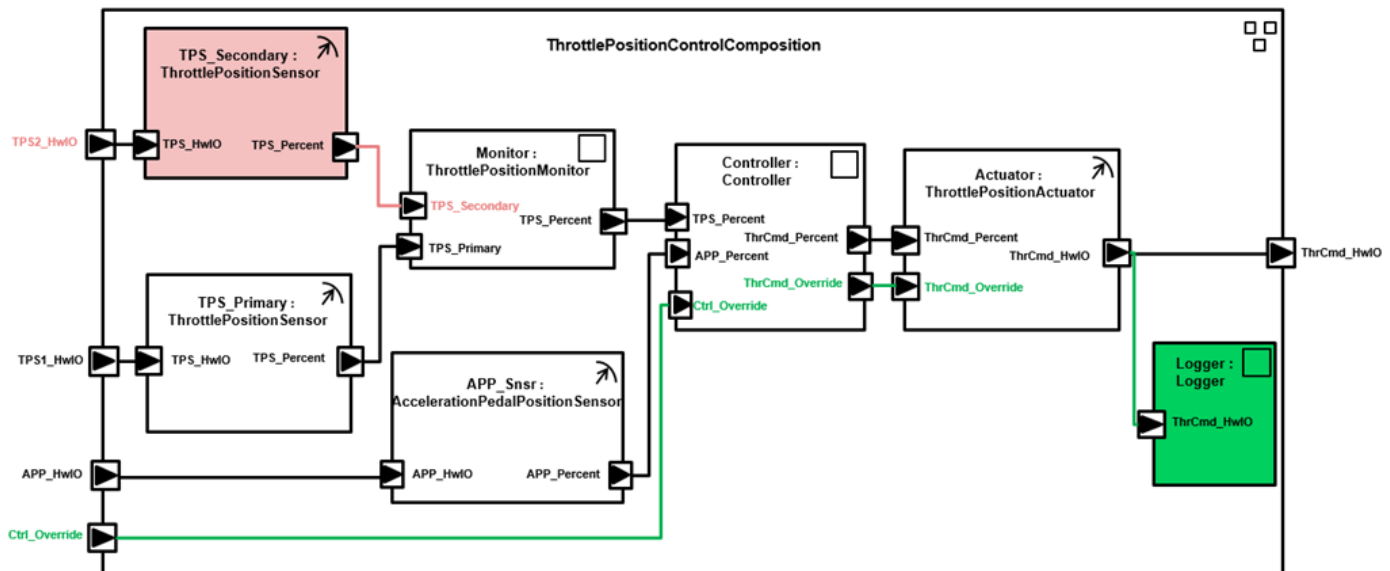 ThrottlePositionControlComposition
TPS_Secondary :
ThrottlePositionSensor
TPS2_HwIO
TPS_HwIO
TPS_Percent
Monitor :
ThrottlePositionMonitor
TPS_Secondary
TPS_Percent
TPS_Primary
Controller :
Controller
TPS_Percent
ThrCmd_Percent
APP_Percent
ThrCmd_Override
Ctrl_Override
Actuator :
ThrottlePositionActuator
ThrCmd_Percent
ThrCmd_HwIO
ThrCmd_Override
ThrCmd_HwIO
TPS_Primary :
ThrottlePositionSensor
TPS1_HwIO
TPS_HwIO
TPS_Percent
APP_Snsr :
AccelerationPedalPositionSensor
APP_HwIO
APP_HwIO
APP_Percent
Logger :
Logger
ThrCmd_HwIO
Ctrl_Override